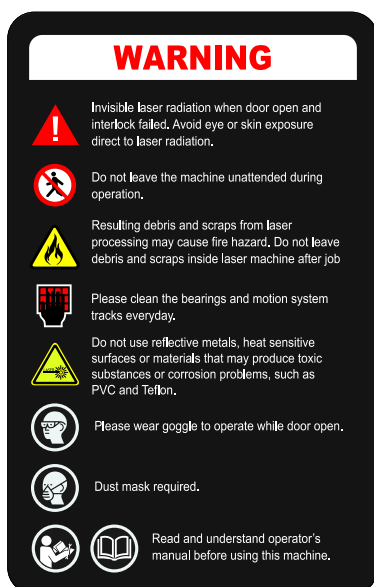 WARNING
Invisible laser radiation when door open and
interlock failed. Avoid eye or skin exposure
direct to laser radiation.
Do not leave the machine unattended during
operation.
Resulting debris and scraps from laser
processing may cause fire hazard. Do not leave
debris and scraps inside laser machine after job
Please clean the bearings and motion system
tracks everyday.
Do not use reflective metals, heat sensitive
surfaces or materials that may produce toxic
substances or corrosion problems, such as
PVC and Teflon.
Please wear goggle to operate while door open.
Dust mask required.
Read and understand operator's
manual before using this machine.